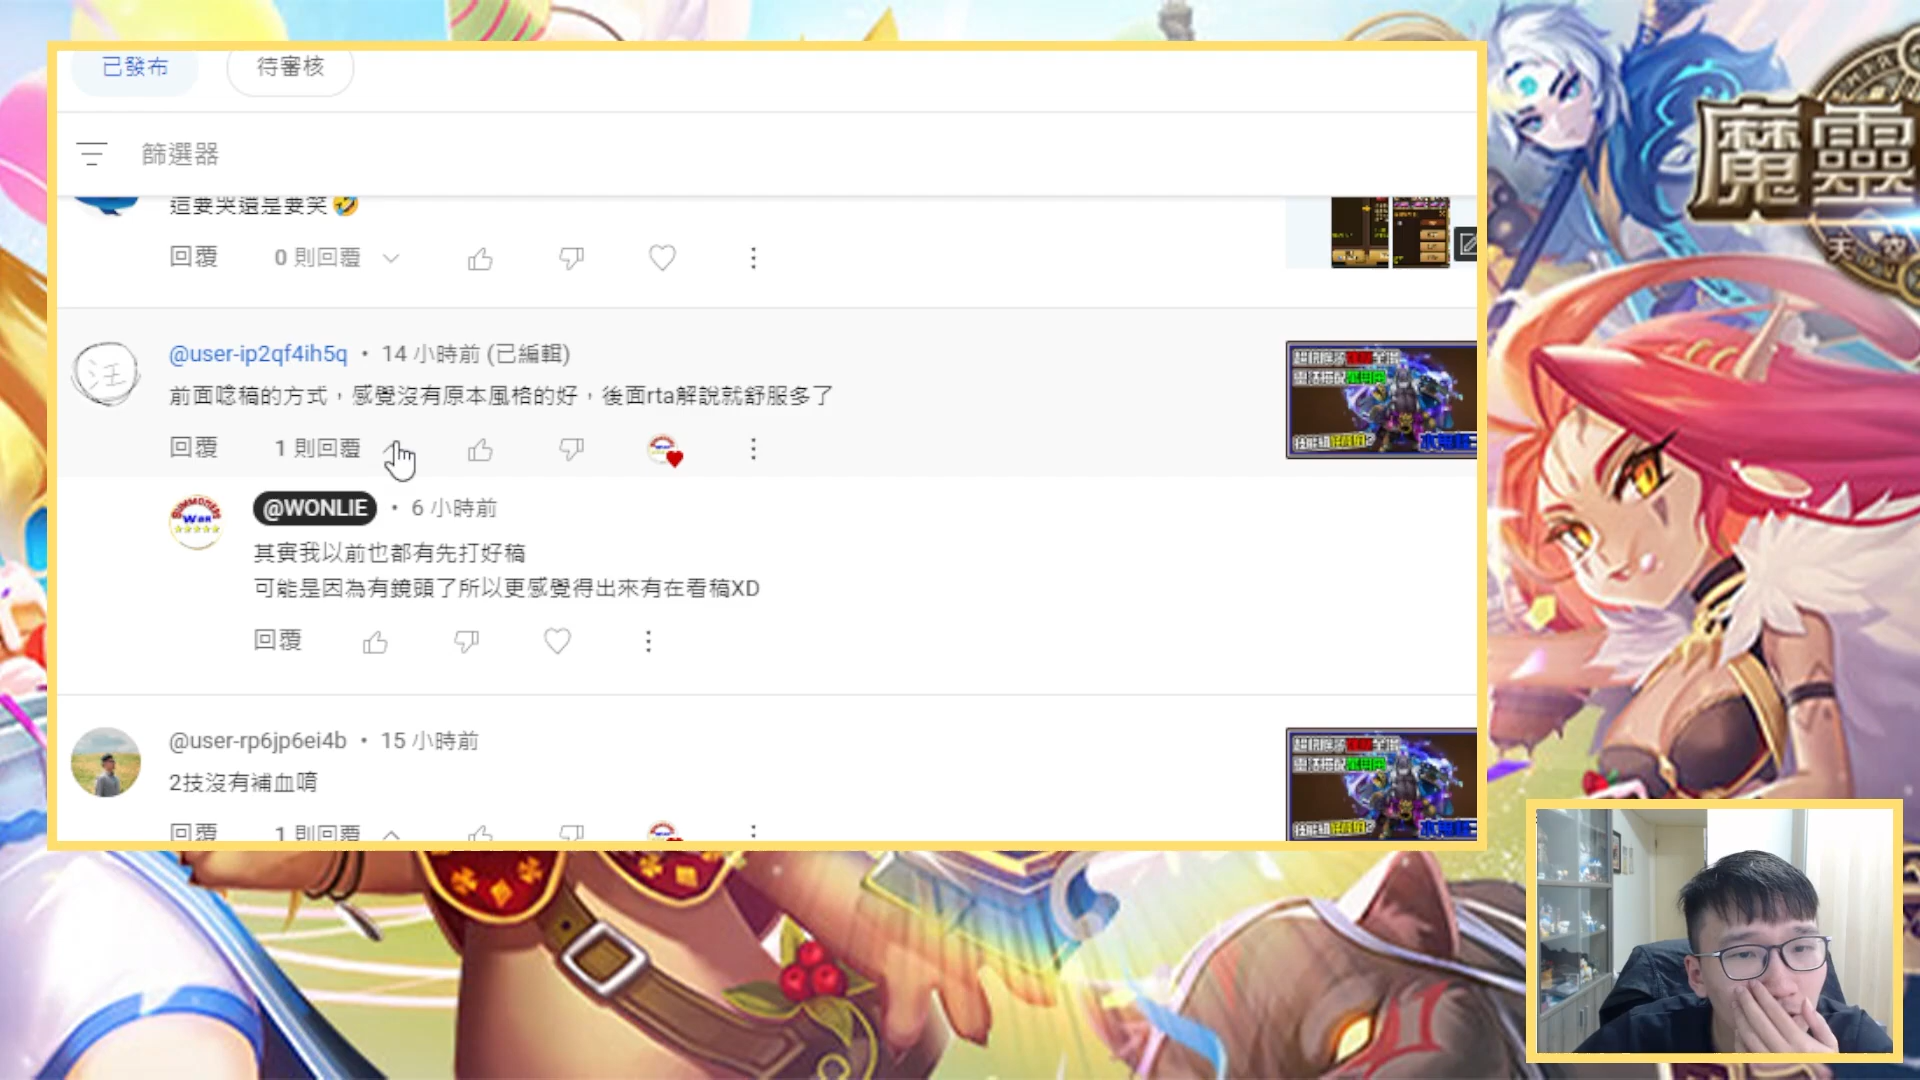 已發布
待審核
篩選器
這要哭還是要笑🤣
回覆
0 則回覆
@user-ip2qf4ih5q • 14 小時前 (已編輯)
前面唸稿的方式，感覺沒有原本風格的好，後面rta解說就舒服多了
回覆
1 則回覆
@WONLIE • 6 小時前
其實我以前也都有先打好稿
可能是因為有鏡頭了所以更感覺得出來有在看稿XD
回覆
@user-rp6jp6ei4b • 15 小時前
2技沒有補血唷
回覆
1 則回覆
魔靈
天空